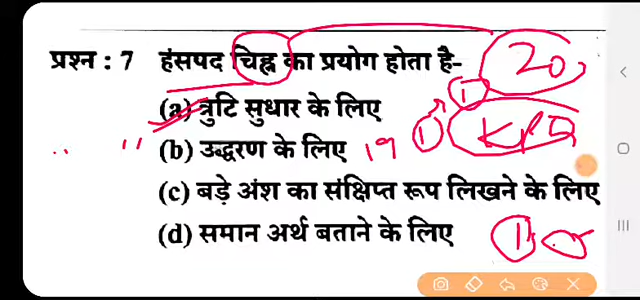 प्रश्न : 7 हंसपद चिह्न का प्रयोग होता है-
20
(a) त्रुटि सुधार के लिए
(b) उद्धरण के लिए 19
(c) बड़े अंश का संक्षिप्त रूप लिखने के लिए
(d) समान अर्थ बताने के लिए